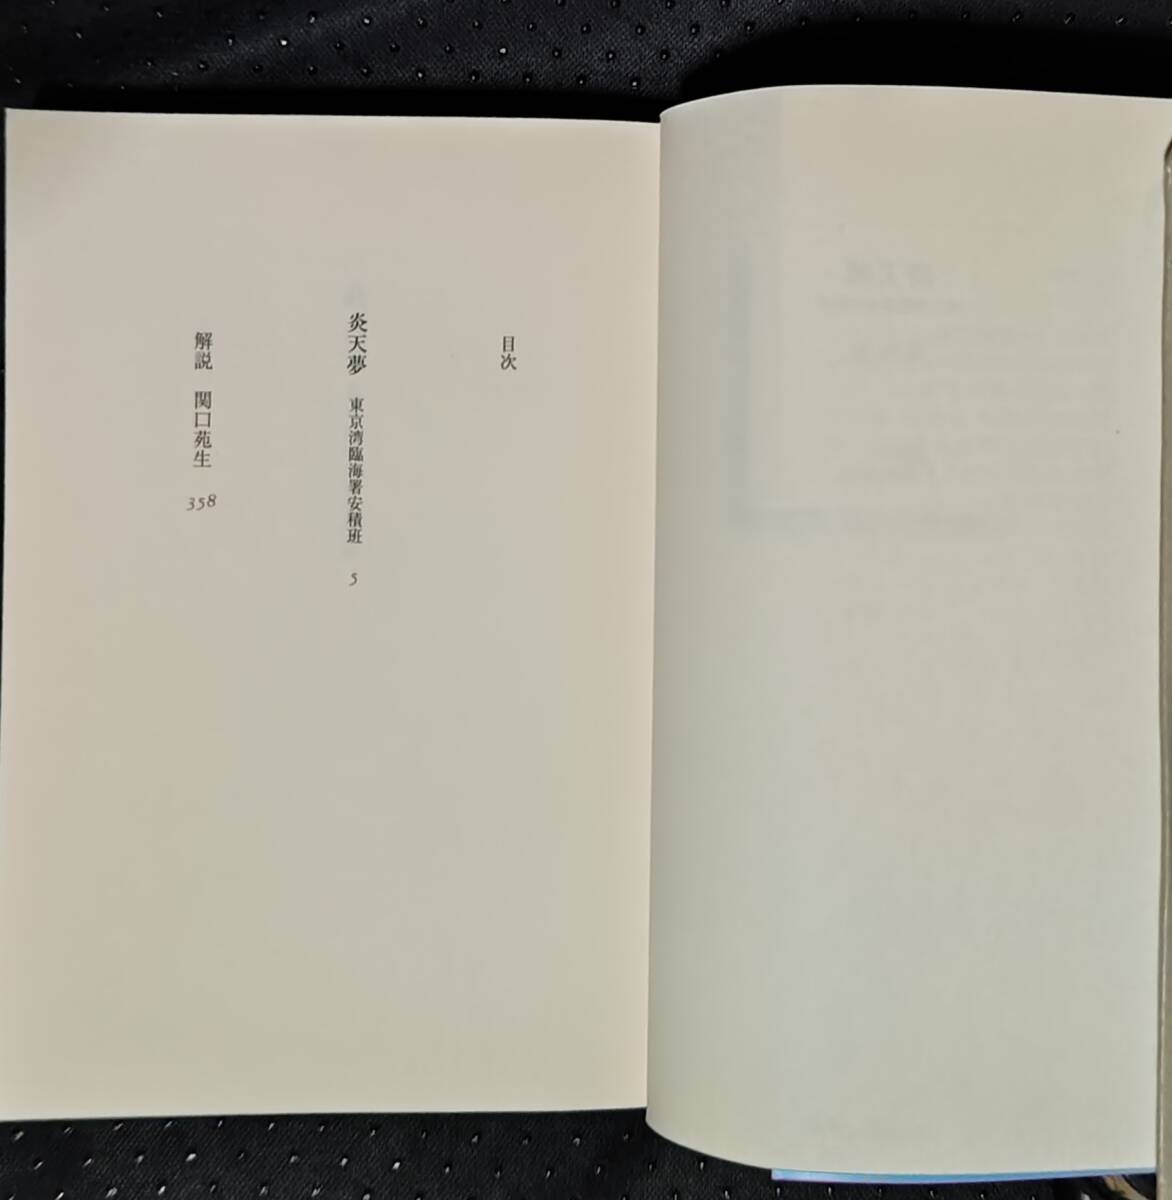 目次
炎天夢 東京湾臨海署安積班 5
解説 関口苑生 358